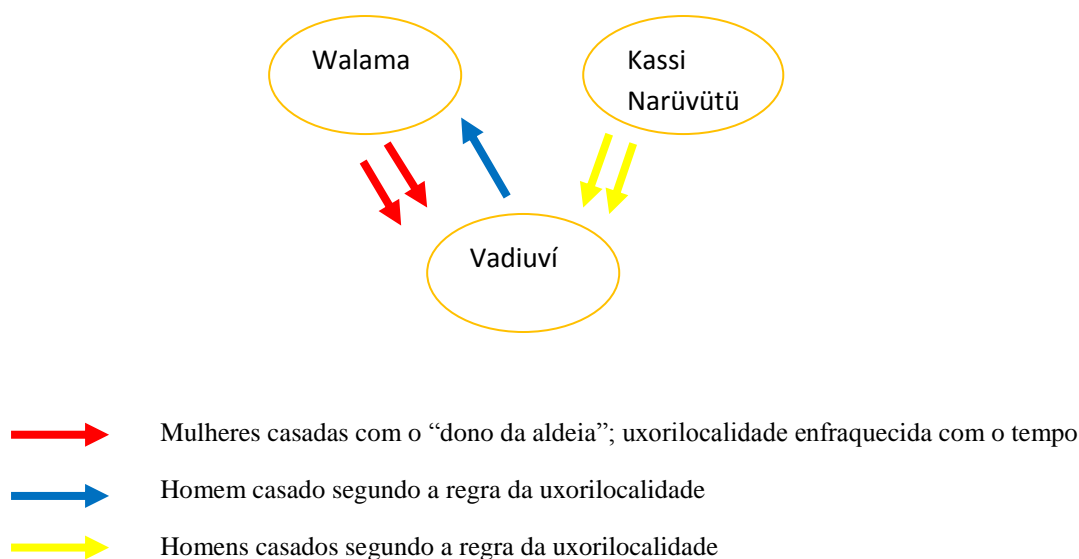 Walama
Kassi
Narüvütü
Vadiuví
Mulheres casadas com o “dono da aldeia”; uxorilocalidade enfraquecida com o tempo
Homem casado segundo a regra da uxorilocalidade
Homens casados segundo a regra da uxorilocalidade